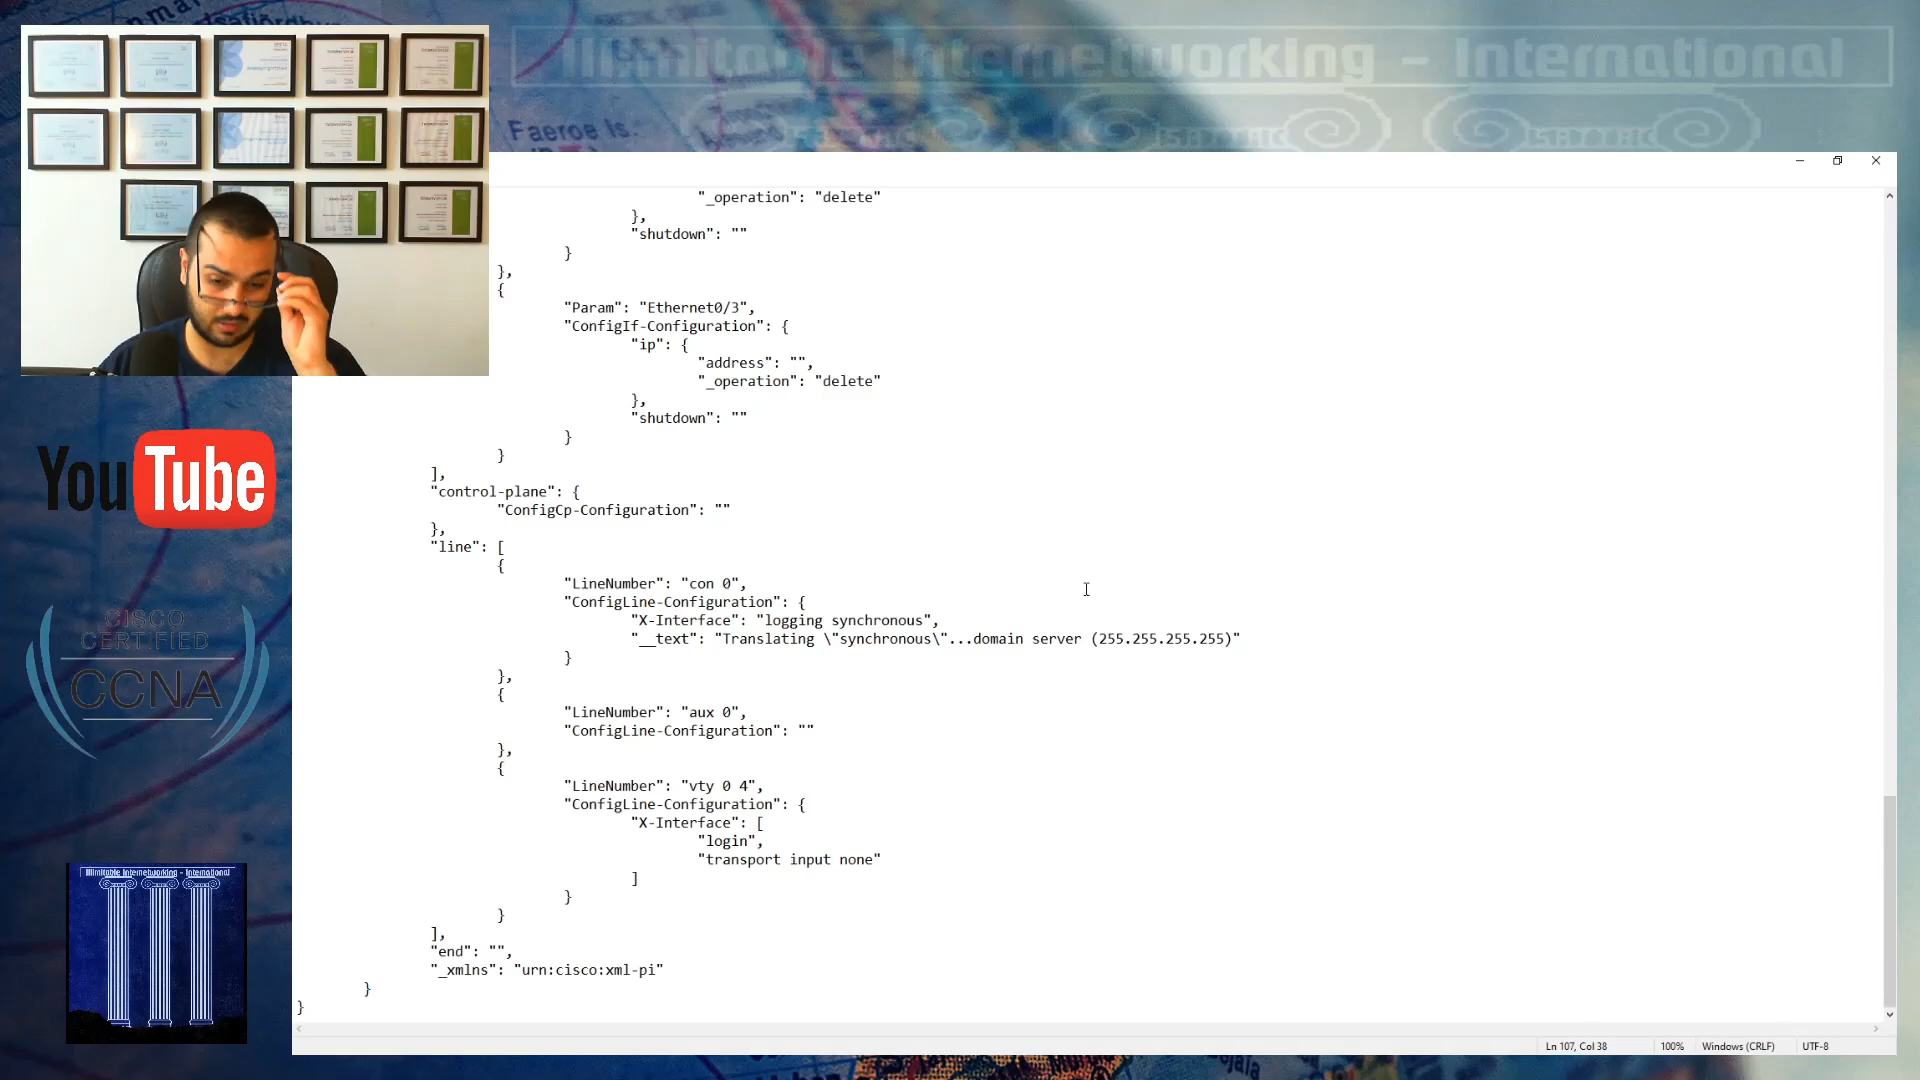 Illimitable Internetworking - International
Faeroe Is.
"_operation": "delete"
},
"shutdown": ""
}
},
{
"Param": "Ethernet0/3",
"ConfigIf-Configuration": {
"ip": {
"address": "",
"_operation": "delete"
},
"shutdown": ""
}
}
],
"control-plane": {
"ConfigCp-Configuration": ""
},
"line": [
{
"LineNumber": "con 0",
"ConfigLine-Configuration": {
"X-Interface": "logging synchronous",
"__text": "Translating \"synchronous\"...domain server (255.255.255.255)"
}
},
{
"LineNumber": "aux 0",
"ConfigLine-Configuration": ""
},
{
"LineNumber": "vty 0 4",
"ConfigLine-Configuration": {
"X-Interface": [
"login",
"transport input none"
]
}
}
],
"end": "",
"_xmlns": "urn:cisco:xml-pi"
}
}
Ln 107, Col 38
100%
Windows (CRLF)
UTF-8
YouTube
CISCO
CERTIFIED
CCNA
Illimitable Internetworking - International